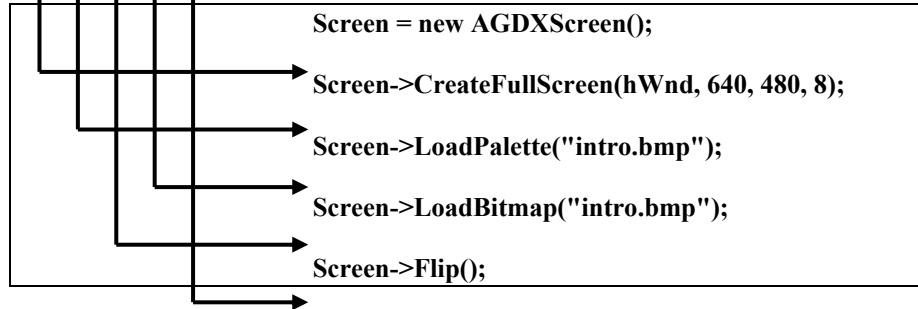 Screen = new AGDXScreen();
Screen->CreateFullScreen(hWnd, 640, 480, 8);
Screen->LoadPalette("intro.bmp");
Screen->LoadBitmap("intro.bmp");
Screen->Flip();